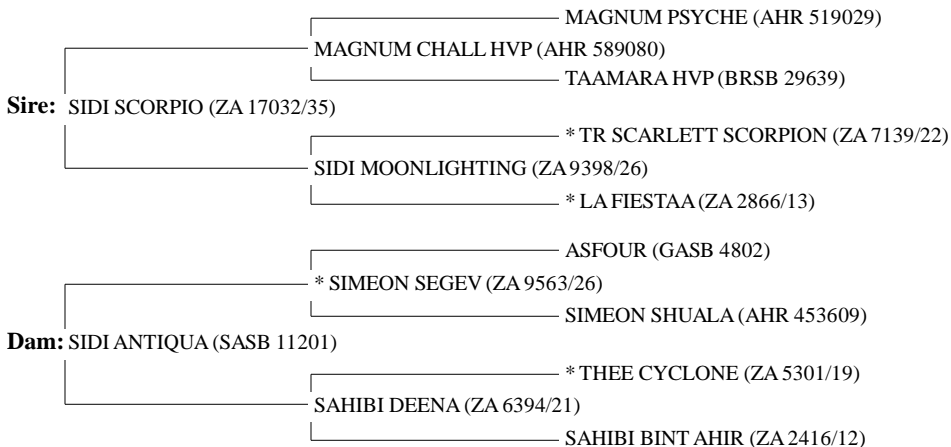 MAGNUM PSYCHE (AHR 519029)
MAGNUM CHALL HVP (AHR 589080)
TAAMARA HVP (BRSB 29639)
Sire: SIDI SCORPIO (ZA 17032/35)
* TR SCARLETT SCORPION (ZA 7139/22)
SIDI MOONLIGHTING (ZA 9398/26)
* LA FIESTAA (ZA 2866/13)
ASFOUR (GASB 4802)
* SIMEON SEGEV (ZA 9563/26)
SIMEON SHUALA (AHR 453609)
Dam: SIDI ANTIQUA (SASB 11201)
* THEE CYCLONE (ZA 5301/19)
SAHIBI DEENA (ZA 6394/21)
SAHIBI BINT AHIR (ZA 2416/12)